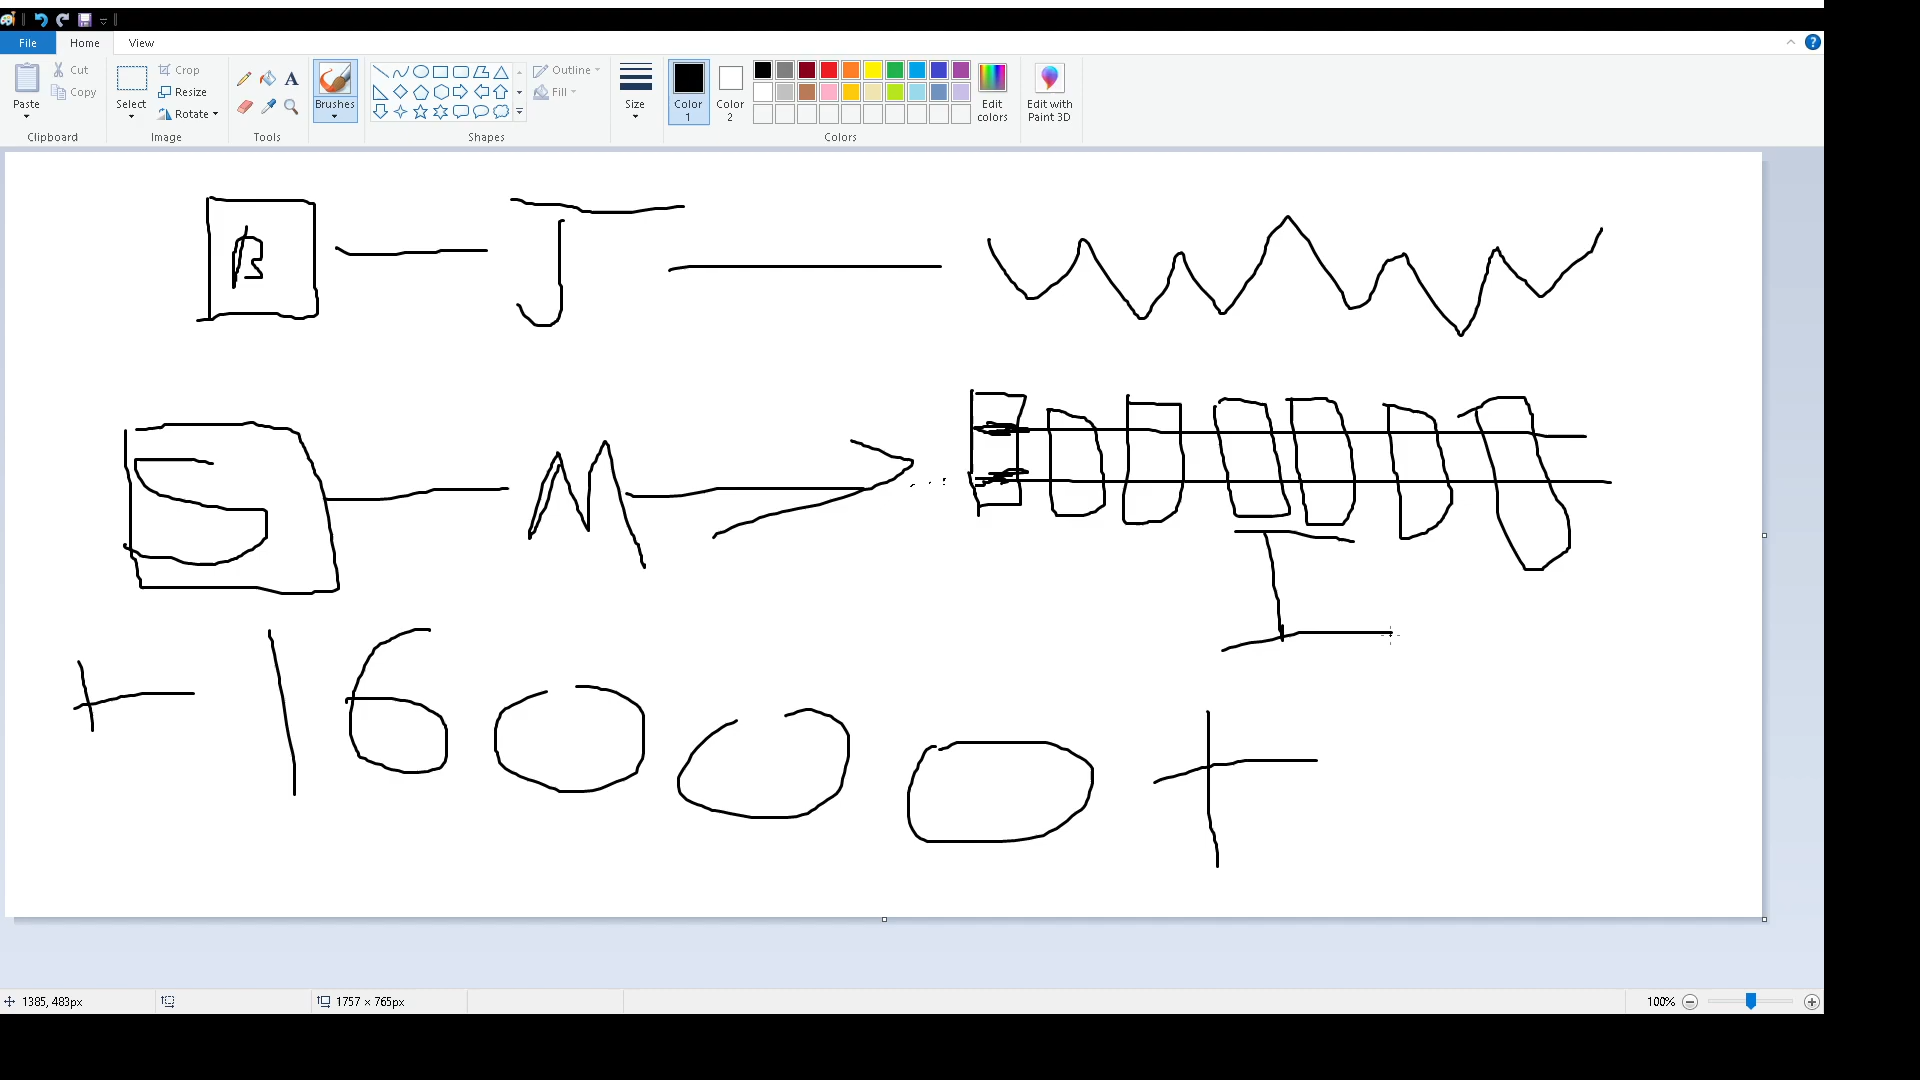 File Home View
Cut
Crop
Outline
Copy
Resize
Fill
Paste Select Rotate Brushes Size Color 1 Color 2 Edit colors Edit with Paint 3D
Clipboard Image Tools Shapes Colors
B J
S M
I
+ 16000 +
1385, 483px 1757 × 765px 100%